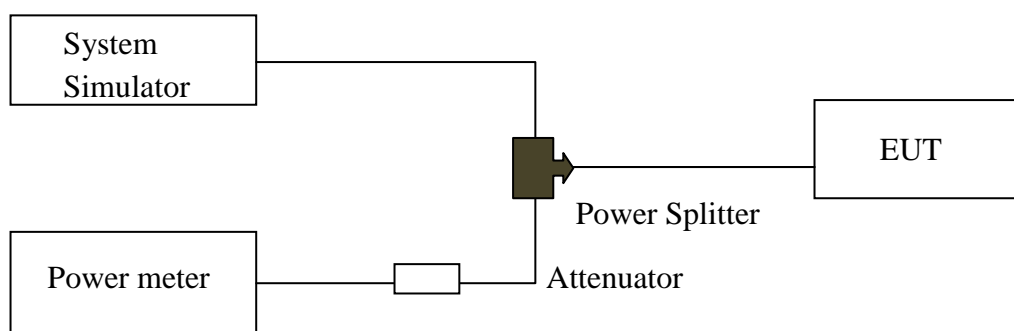 System
Simulator
EUT
Power Splitter
Power meter
Attenuator